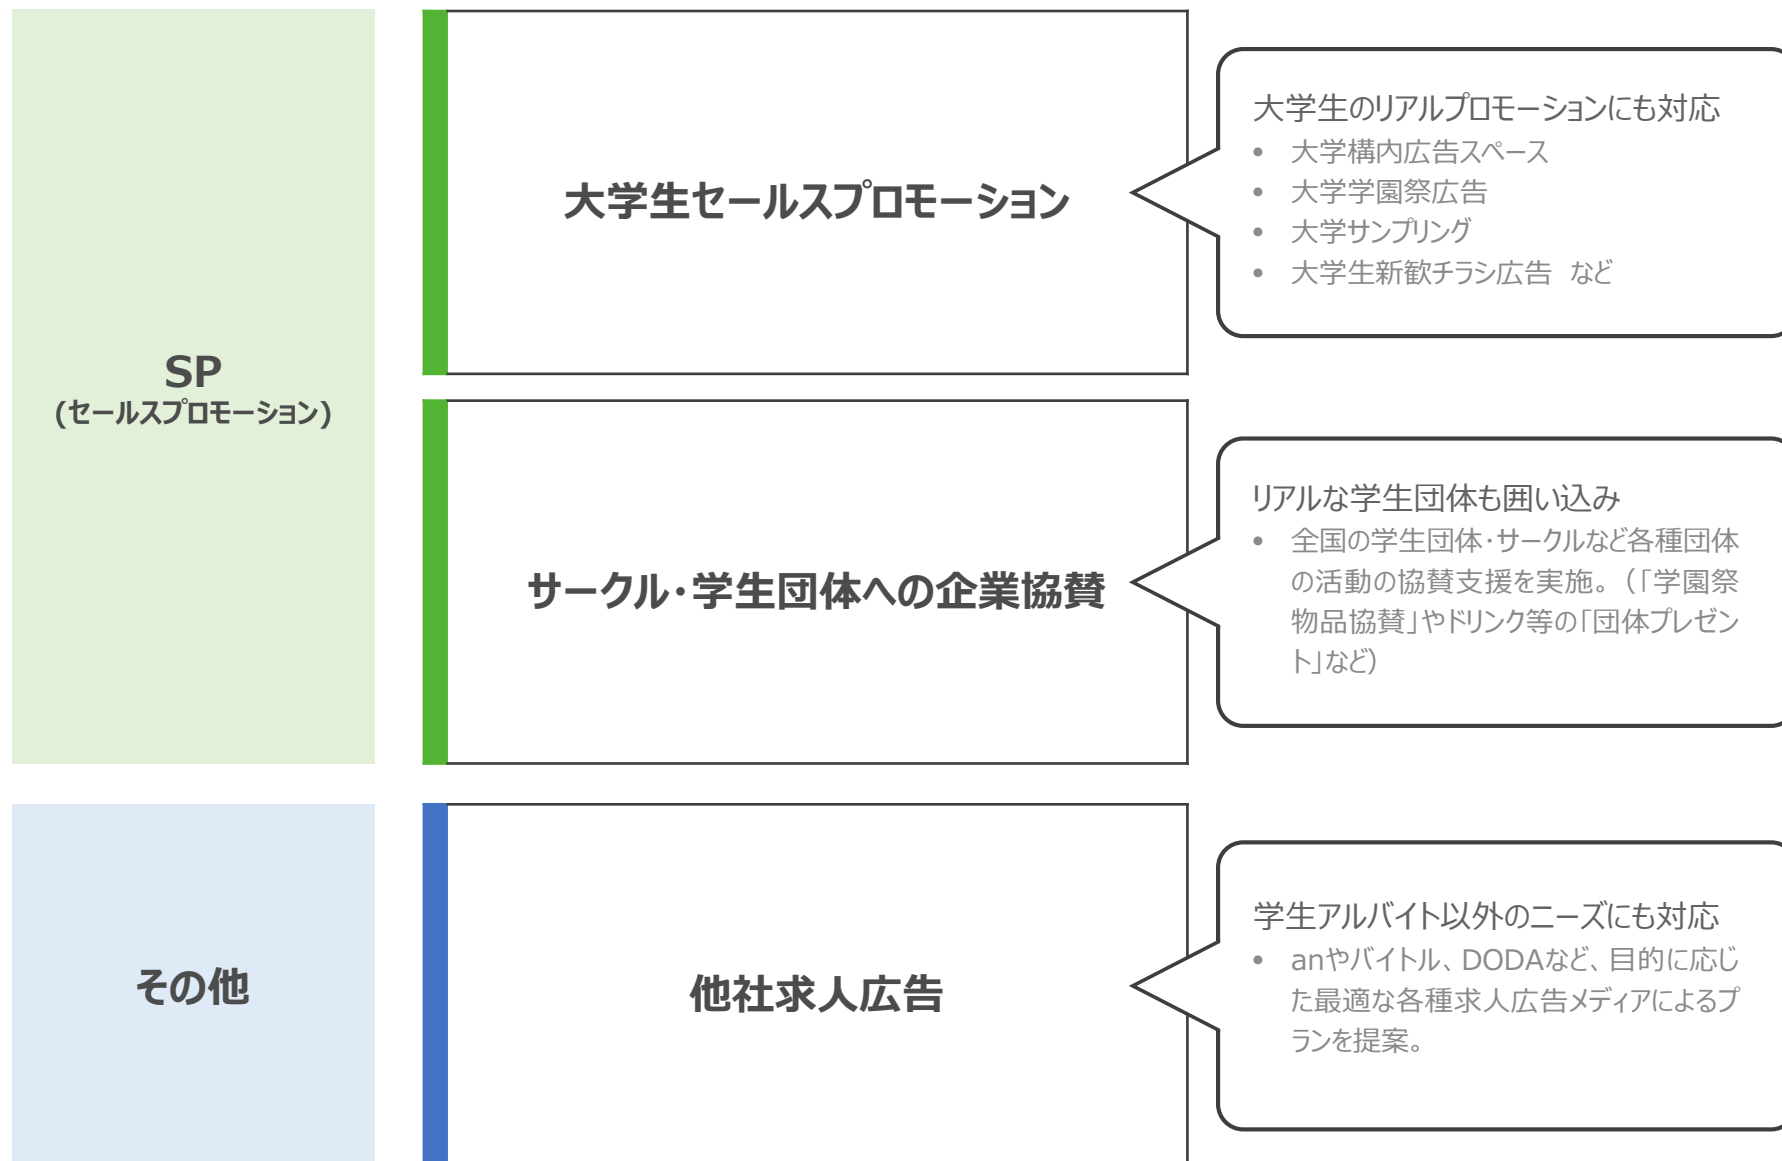 SP
(セールスプロモーション)
大学生セールスプロモーション
大学生のリアルプロモーションにも対応
• 大学構内広告スペース
• 大学学園祭広告
• 大学サンプリング
• 大学生新歓チラシ広告　など
サークル・学生団体への企業協賛
リアルな学生団体も囲い込み
• 全国の学生団体・サークルなど各種団体
の活動の協賛支援を実施。（「学園祭
物品協賛」やドリンク等の「団体プレゼン
ト」など）
その他
他社求人広告
学生アルバイト以外のニーズにも対応
• anやバイトル、DODAなど、目的に応じ
た最適な各種求人広告メディアによるプ
ランを提案。